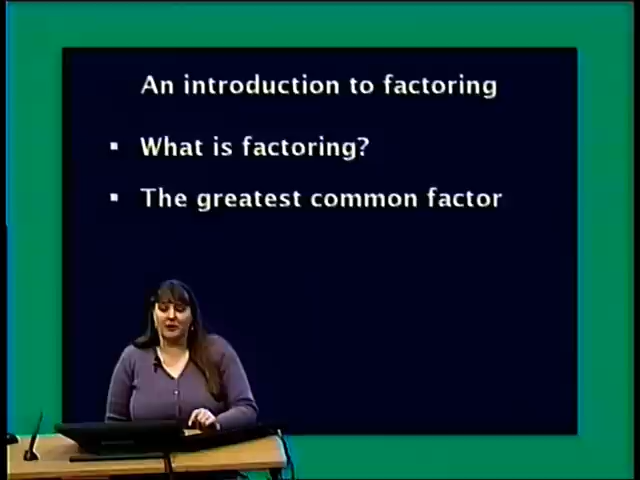 An introduction to factoring
▪ What is factoring?
▪ The greatest common factor